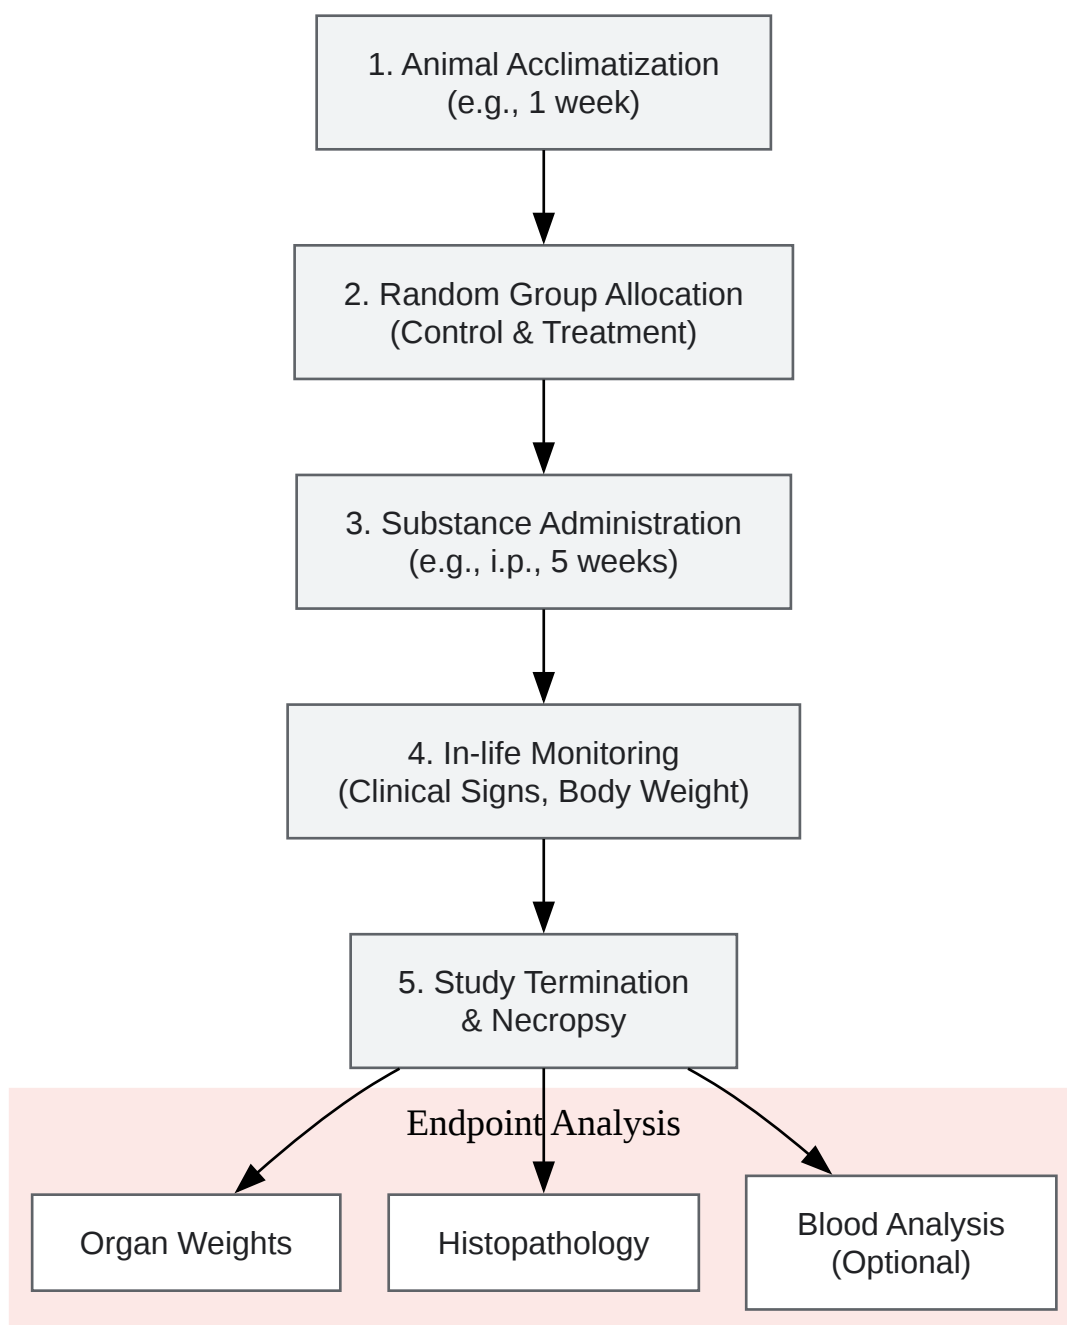 1. Animal Acclimatization
(e.g., 1 week)
2. Random Group Allocation
(Control & Treatment)
3. Substance Administration
(e.g., i.p., 5 weeks)
4. In-life Monitoring
(Clinical Signs, Body Weight)
5. Study Termination
& Necropsy
Endpoint Analysis
Organ Weights
Histopathology
Blood Analysis
(Optional)